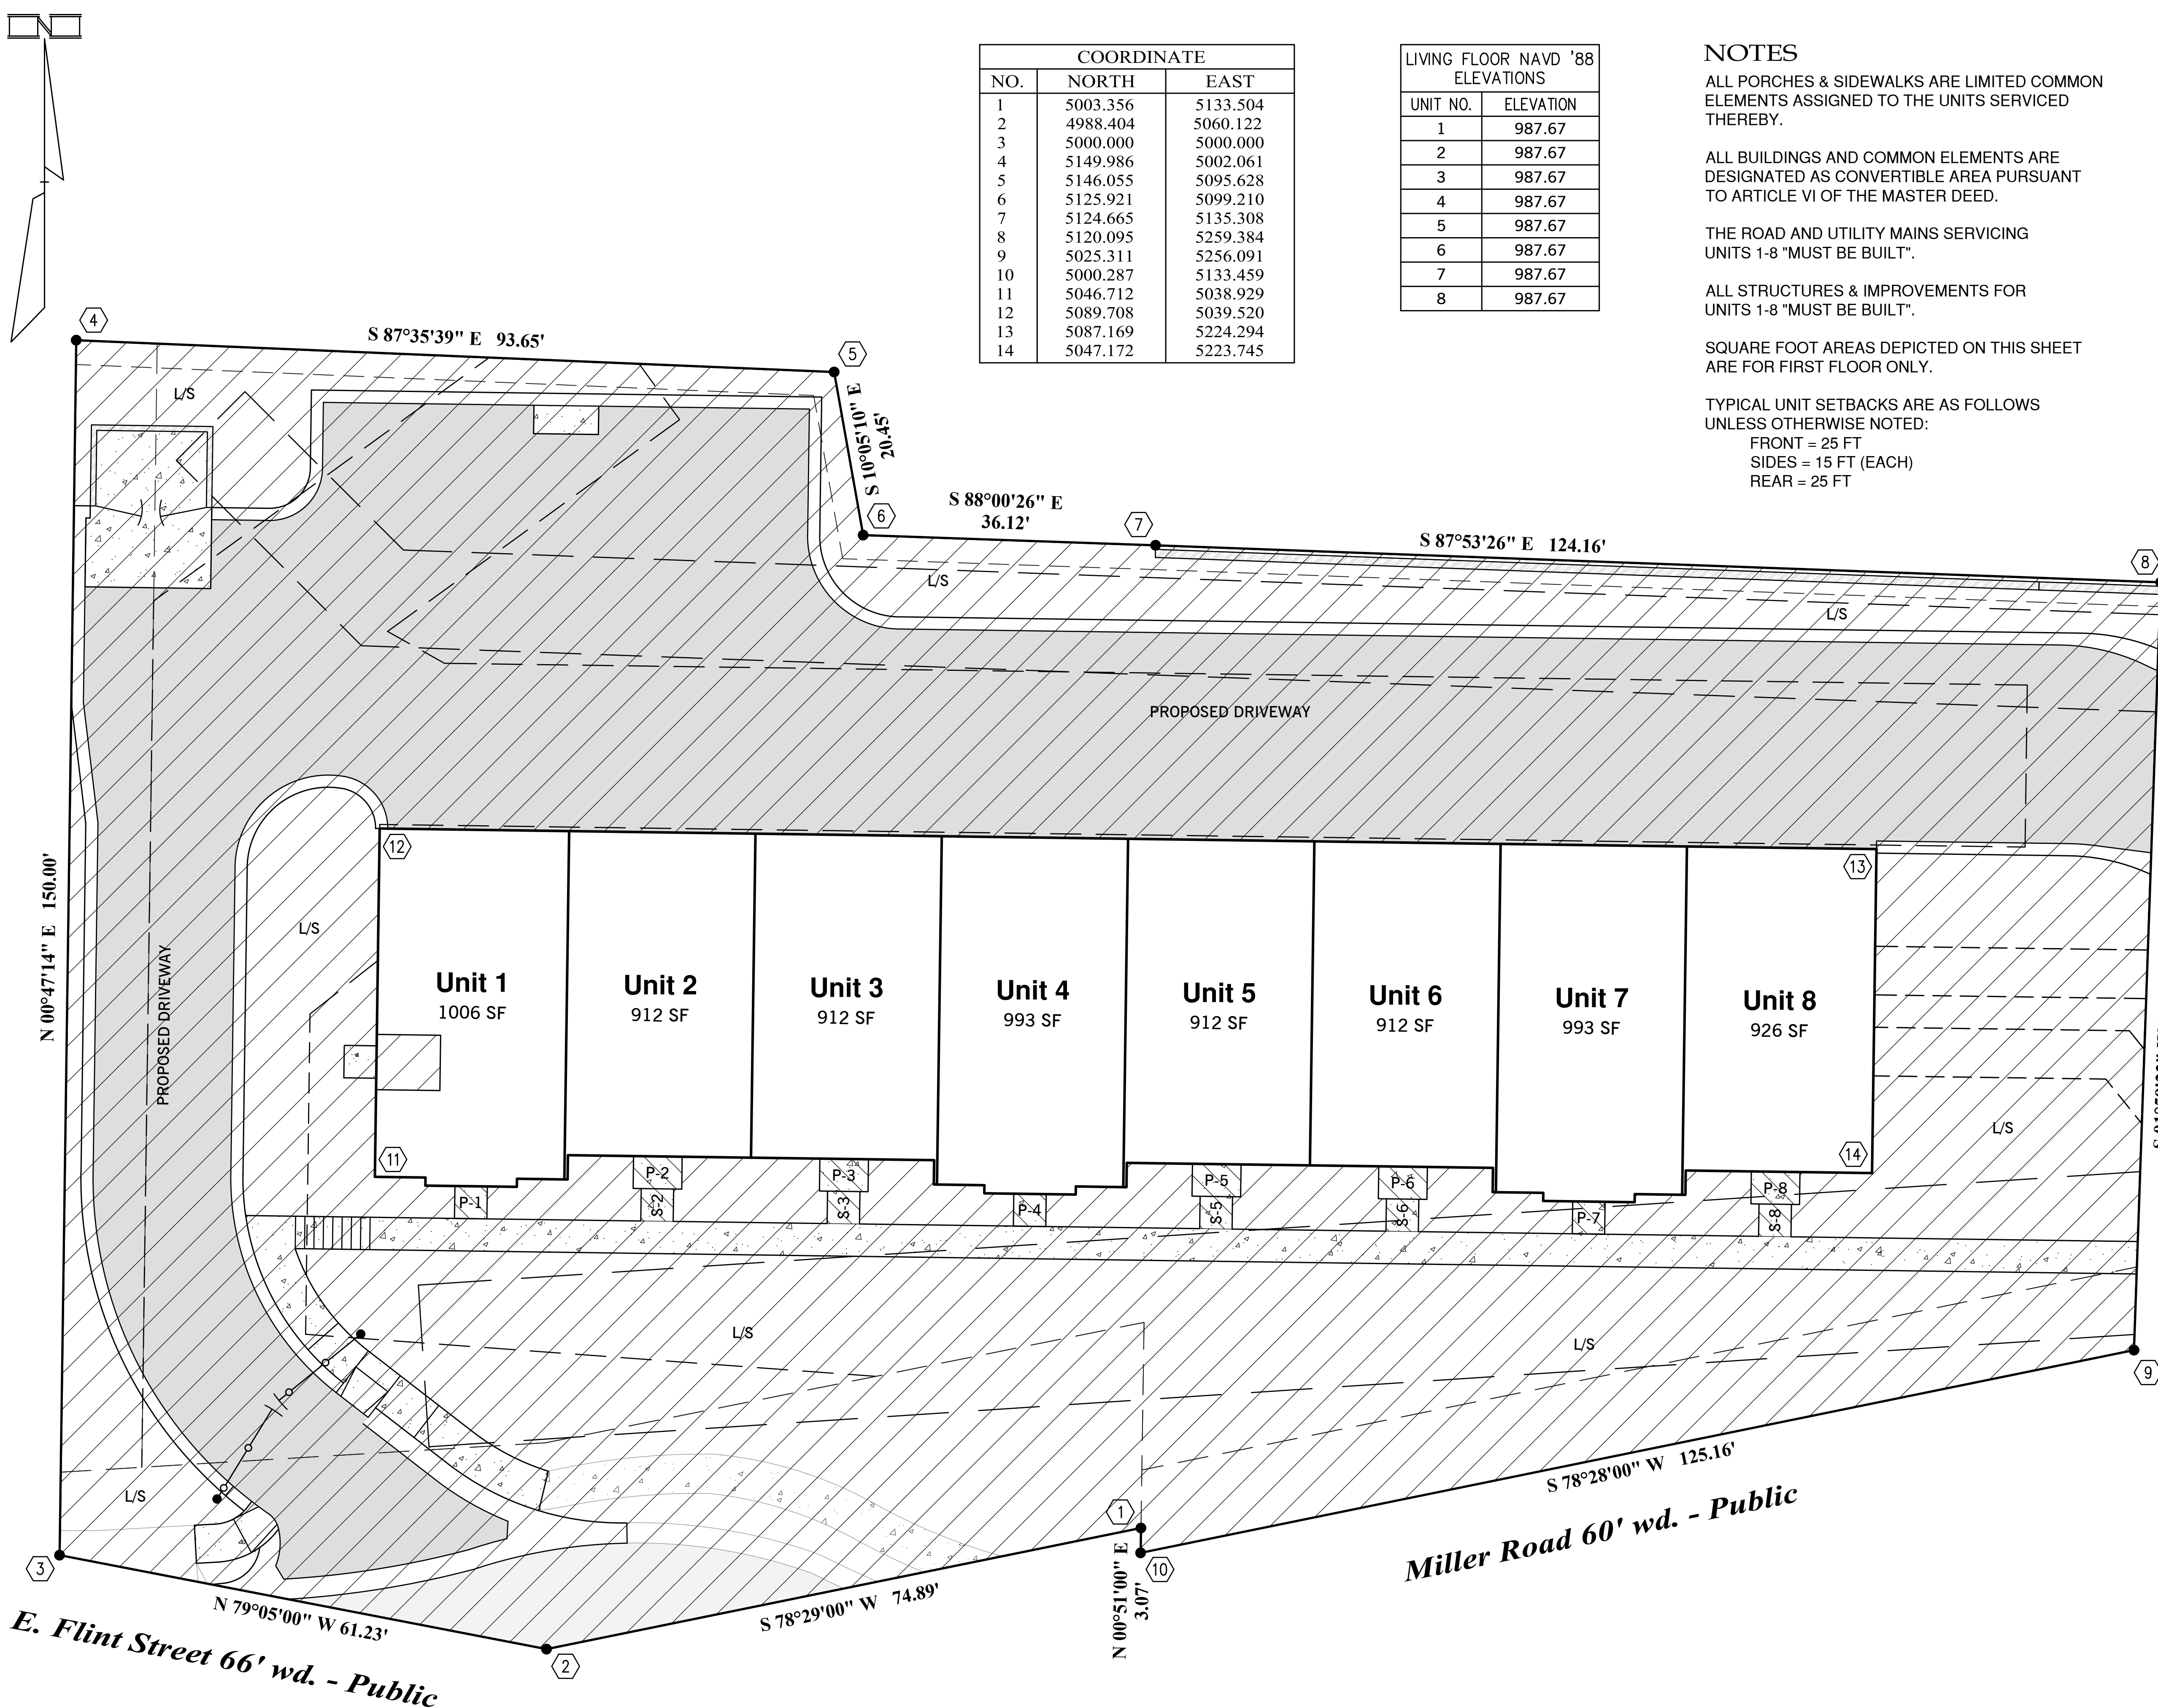 N
COORDINATE
NO. NORTH EAST
1 5003.356 5133.504
2 4988.404 5060.122
3 5000.000 5000.000
4 5149.986 5002.061
5 5146.055 5095.628
6 5125.921 5099.210
7 5124.665 5135.308
8 5120.095 5259.384
9 5025.311 5256.091
10 5000.287 5133.459
11 5046.712 5038.929
12 5089.708 5039.520
13 5087.169 5224.294
14 5047.172 5223.745
LIVING FLOOR NAVD '88
ELEVATIONS
UNIT NO. ELEVATION
1 987.67
2 987.67
3 987.67
4 987.67
5 987.67
6 987.67
7 987.67
8 987.67
NOTES
ALL PORCHES & SIDEWALKS ARE LIMITED COMMON
ELEMENTS ASSIGNED TO THE UNITS SERVICED
THEREBY.
ALL BUILDINGS AND COMMON ELEMENTS ARE
DESIGNATED AS CONVERTIBLE AREA PURSUANT
TO ARTICLE VI OF THE MASTER DEED.
THE ROAD AND UTILITY MAINS SERVICING
UNITS 1-8 "MUST BE BUILT".
ALL STRUCTURES & IMPROVEMENTS FOR
UNITS 1-8 "MUST BE BUILT".
SQUARE FOOT AREAS DEPICTED ON THIS SHEET
ARE FOR FIRST FLOOR ONLY.
TYPICAL UNIT SETBACKS ARE AS FOLLOWS
UNLESS OTHERWISE NOTED:
FRONT = 25 FT
SIDES = 15 FT (EACH)
REAR = 25 FT
4
S 87°35'39" E 93.65'
5
L/S
S 10°05'10" E
20.45'
6
S 88°00'26" E
36.12'
7
S 87°53'26" E 124.16'
8
L/S
L/S
PROPOSED DRIVEWAY
12
13
N 00°47'14" E 150.00'
PROPOSED DRIVEWAY
L/S
Unit 1
1006 SF
Unit 2
912 SF
Unit 3
912 SF
Unit 4
993 SF
Unit 5
912 SF
Unit 6
912 SF
Unit 7
993 SF
Unit 8
926 SF
L/S
11
14
P-1
P-2
S-2
P-3
S-3
P-4
P-5
S-5
P-6
S-6
P-7
P-8
S-8
L/S
L/S
9
L/S
S 78°28'00" W 125.16'
Miller Road 60' wd. - Public
1
10
N 00°51'00" E
3.07'
3
N 79°05'00" W 61.23'
S 78°29'00" W 74.89'
2
E. Flint Street 66' wd. - Public